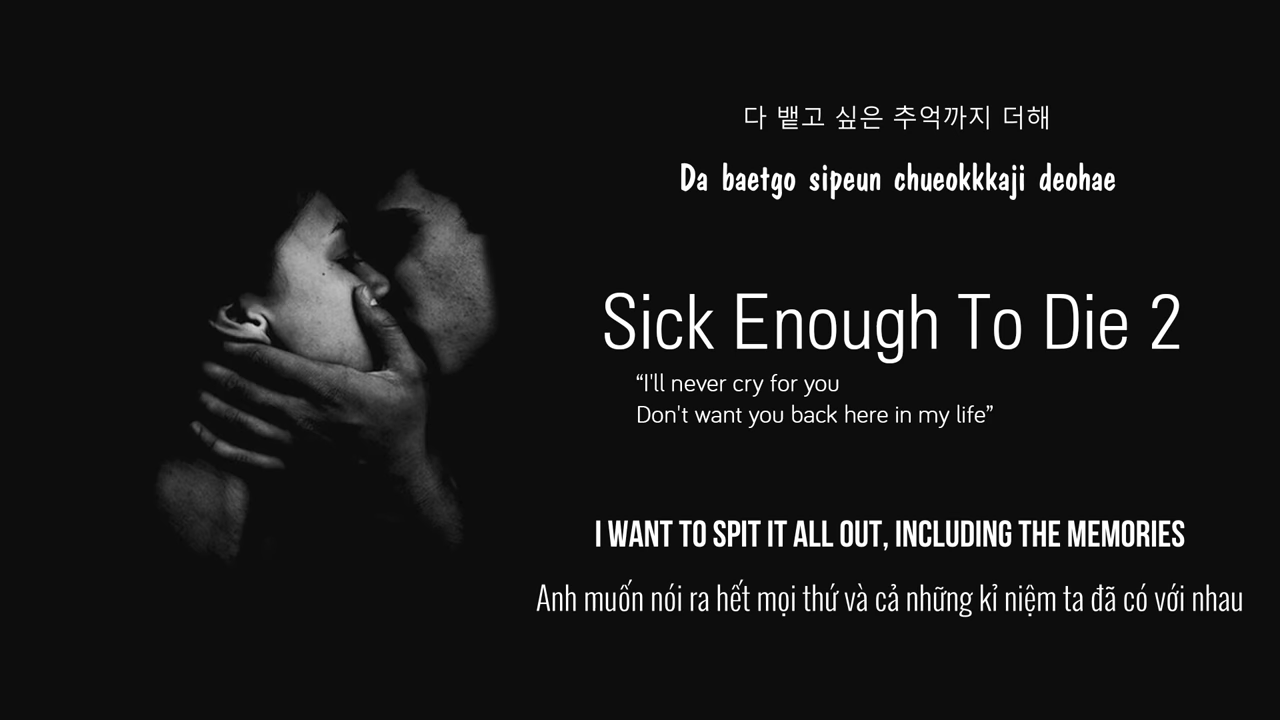 다 뱉고 싶은 추억까지 더해
Da baetgo sipeun chueokkkaji deohae
Sick Enough To Die 2
“I'll never cry for you
Don't want you back here in my life”
I WANT TO SPIT IT ALL OUT, INCLUDING THE MEMORIES
Anh muốn nói ra hết mọi thứ và cả những kỉ niệm ta đã có với nhau